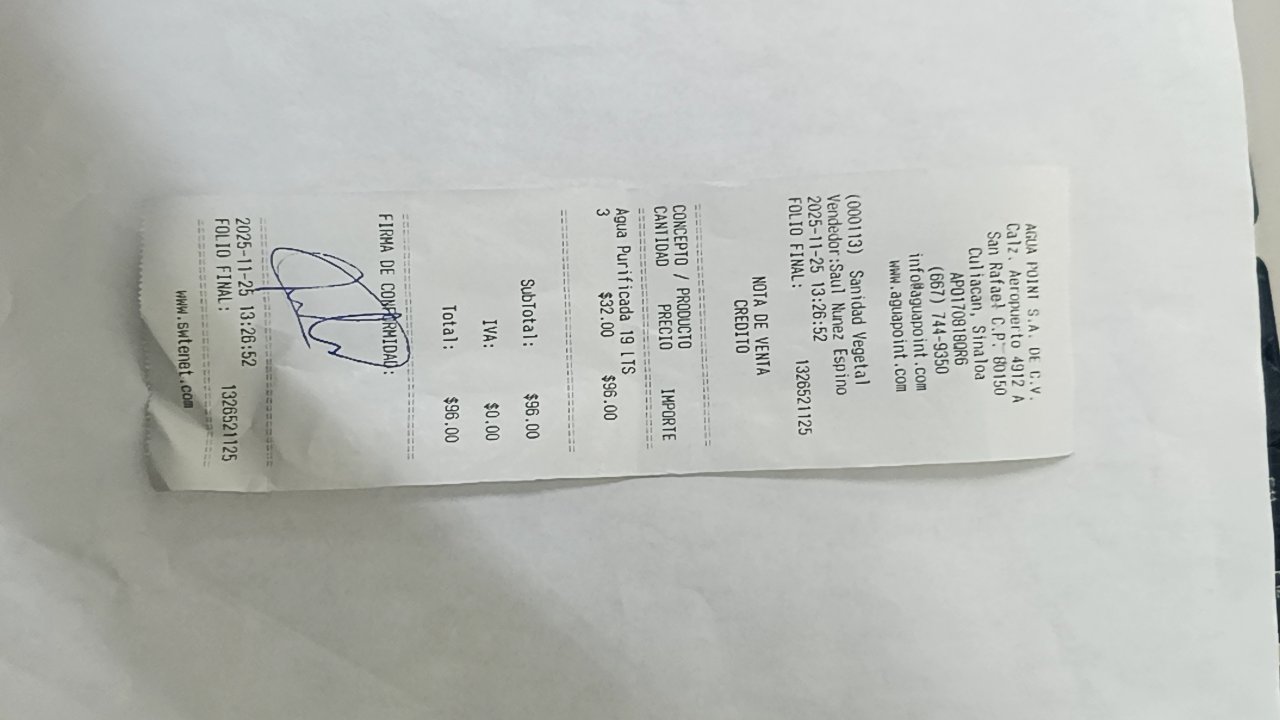 AGUA POINT S.A. DE C.V.
Calz. Aeropuerto 4912 A
San Rafael C.P. 80150
Culiacan, Sinaloa
APO170818QR6
(667) 744-9350
info@aguapoint.com
www.aguapoint.com
(000113) Sanidad Vegetal
Vendedor:Saul Nunez Espino
2025-11-25 13:26:52
FOLIO FINAL: 1326521125
NOTA DE VENTA
CREDITO
CONCEPTO / PRODUCTO
CANTIDAD PRECIO IMPORTE
Agua Purificada 19 LTS
3 $32.00 $96.00
SubTotal: $96.00
IVA: $0.00
Total: $96.00
FIRMA DE CONFORMIDAD:
2025-11-25 13:26:52
FOLIO FINAL: 1326521125
www.swtenet.com